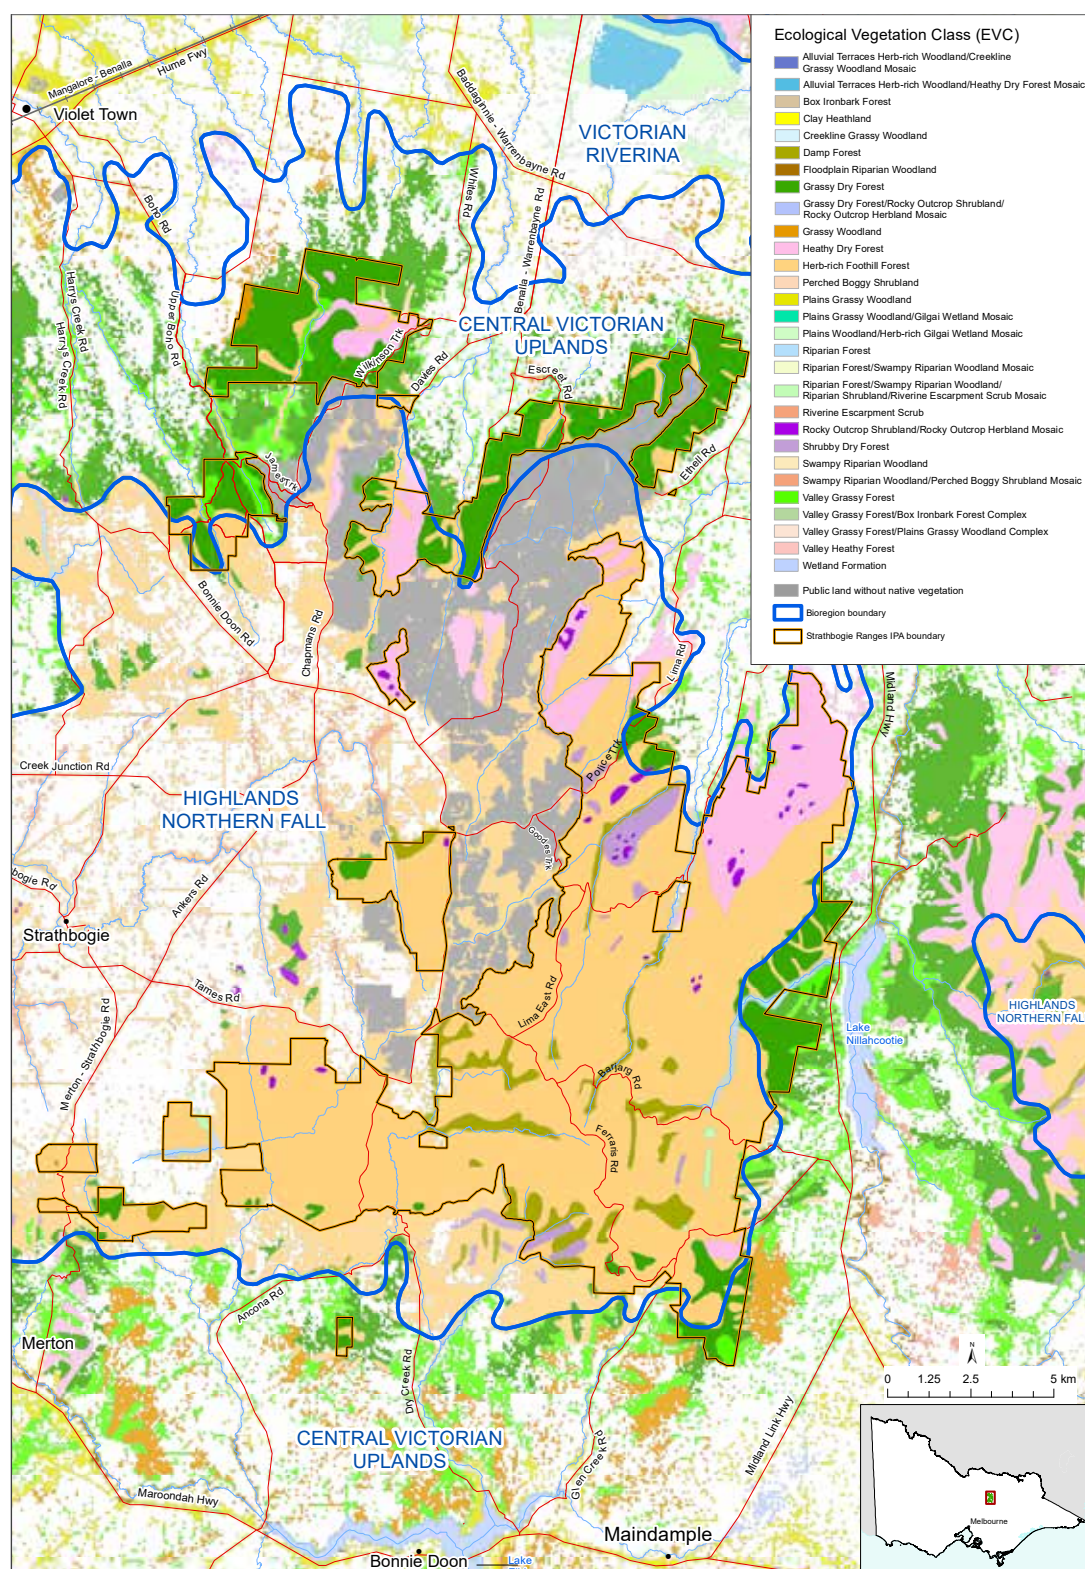 Mangalore - Benalla
Hume Fwy
Violet Town
Baddaginnie - Warrenbayne Rd
VICTORIAN
RIVERINA
Whites Rd
Boho Rd
Benalla - Warrenbayne Rd
Harrys Creek Rd
Harrys Creek Rd
Upper Boho Rd
CENTRAL VICTORIAN
UPLANDS
Wilkinson Trk
Davies Rd
Escreet Rd
Ethell Rd
James Trk
Bonnie Doon Rd
Chapmans Rd
Lima Rd
Midland Hwy
Police Trk
Creek Junction Rd
HIGHLANDS
NORTHERN FALL
Goodes Trk
bogie Rd
Ankers Rd
Strathbogie
Tames Rd
Lima East Rd
HIGHLANDS
NORTHERN FALL
Lake
Nillahcootie
Merton - Strathbogie Rd
Barjarg Rd
Ferraris Rd
Ancona Rd
Merton
Dry Creek Rd
CENTRAL VICTORIAN
UPLANDS
Glen Creek Rd
Midland Link Hwy
Maroondah Hwy
Bonnie Doon
Lake
Maindample
Ecological Vegetation Class (EVC)
Alluvial Terraces Herb-rich Woodland/Creekline
Grassy Woodland Mosaic
Alluvial Terraces Herb-rich Woodland/Heathy Dry Forest Mosaic
Box Ironbark Forest
Clay Heathland
Creekline Grassy Woodland
Damp Forest
Floodplain Riparian Woodland
Grassy Dry Forest
Grassy Dry Forest/Rocky Outcrop Shrubland/
Rocky Outcrop Herbland Mosaic
Grassy Woodland
Heathy Dry Forest
Herb-rich Foothill Forest
Perched Boggy Shrubland
Plains Grassy Woodland
Plains Grassy Woodland/Gilgai Wetland Mosaic
Plains Woodland/Herb-rich Gilgai Wetland Mosaic
Riparian Forest
Riparian Forest/Swampy Riparian Woodland Mosaic
Riparian Forest/Swampy Riparian Woodland/
Riparian Shrubland/Riverine Escarpment Scrub Mosaic
Riverine Escarpment Scrub
Rocky Outcrop Shrubland/Rocky Outcrop Herbland Mosaic
Shrubby Dry Forest
Swampy Riparian Woodland
Swampy Riparian Woodland/Perched Boggy Shrubland Mosaic
Valley Grassy Forest
Valley Grassy Forest/Box Ironbark Forest Complex
Valley Grassy Forest/Plains Grassy Woodland Complex
Valley Heathy Forest
Wetland Formation
Public land without native vegetation
Bioregion boundary
Strathbogie Ranges IPA boundary
N
0 1.25 2.5 5 km
Melbourne